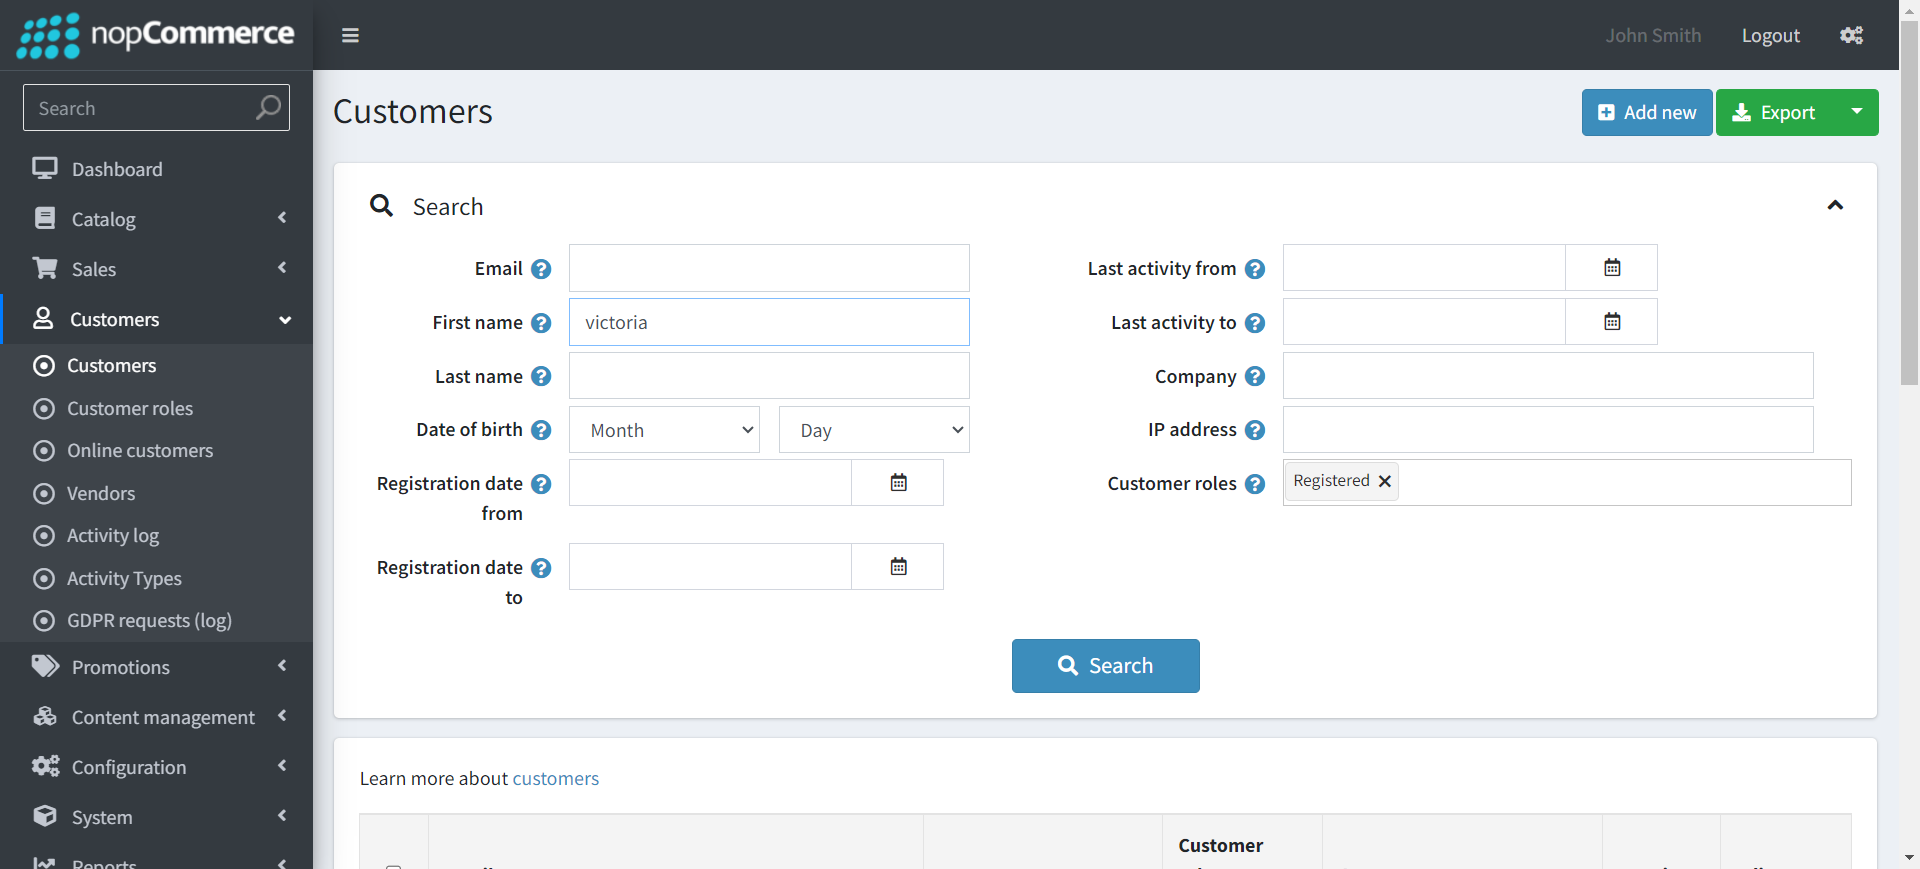 nopCommerce
John Smith
Logout
Search
Dashboard
Catalog
Sales
Customers
Customers
Customer roles
Online customers
Vendors
Activity log
Activity Types
GDPR requests (log)
Promotions
Content management
Configuration
System
Reports
Customers
Add new
Export
Search
Email
First name
victoria
Last name
Date of birth
Month
Day
Registration date
from
Registration date
to
Last activity from
Last activity to
Company
IP address
Customer roles
Registered
Search
Learn more about customers
Customer